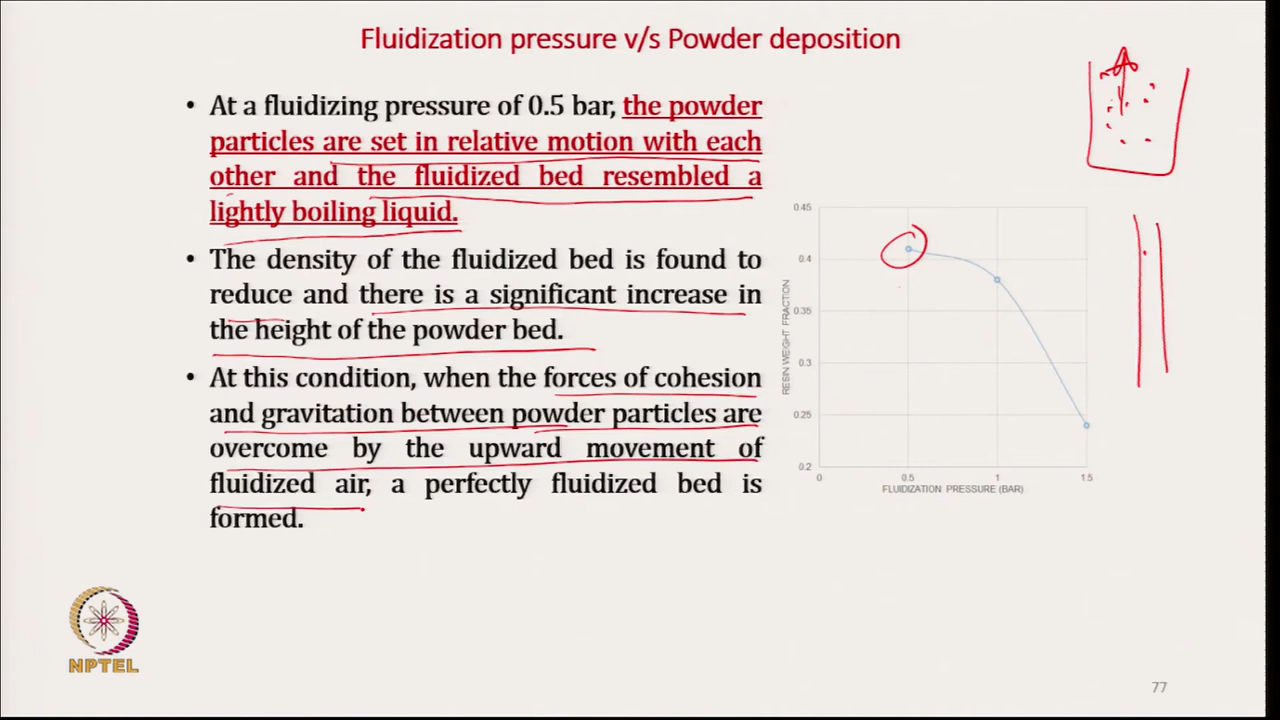 Fluidization pressure v/s Powder deposition
• At a fluidizing pressure of 0.5 bar, the powder
particles are set in relative motion with each
other and the fluidized bed resembled a
lightly boiling liquid.
• The density of the fluidized bed is found to
reduce and there is a significant increase in
the height of the powder bed.
• At this condition, when the forces of cohesion
and gravitation between powder particles are
overcome by the upward movement of
fluidized air, a perfectly fluidized bed is
formed.
0.45
0.4
0.35
0.3
0.25
0.2
RESIN WEIGHT FRACTION
0 0.5 1 1.5
FLUIDIZATION PRESSURE (BAR)
NPTEL
77